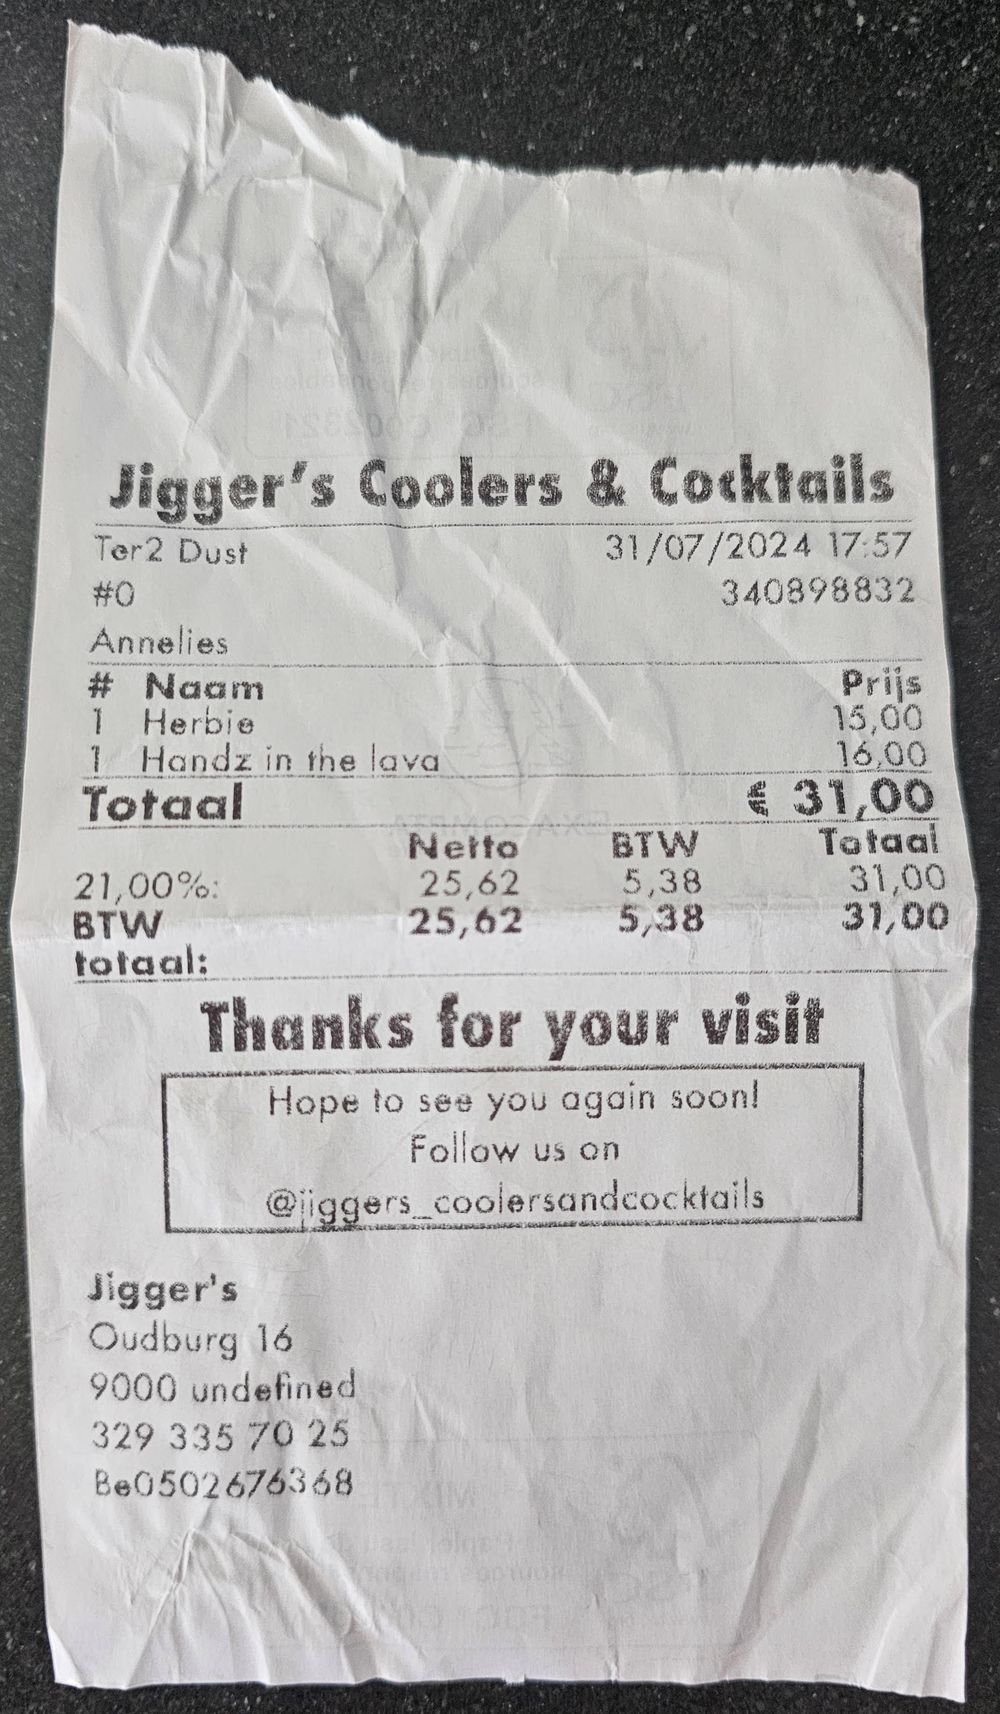 Jigger's Coolers & Cocktails
Ter2 Dust 31/07/2024 17:57
#0 340898832
Annelies
# Naam Prijs
1 Herbie 15,00
1 Handz in the lava 16,00
Totaal € 31,00
Netto BTW Totaal
21,00%: 25,62 5,38 31,00
BTW 25,62 5,38 31,00
totaal:
Thanks for your visit
Hope to see you again soon!
Follow us on
@jiggers_coolersandcocktails
Jigger's
Oudburg 16
9000 undefined
329 335 70 25
Be0502676368